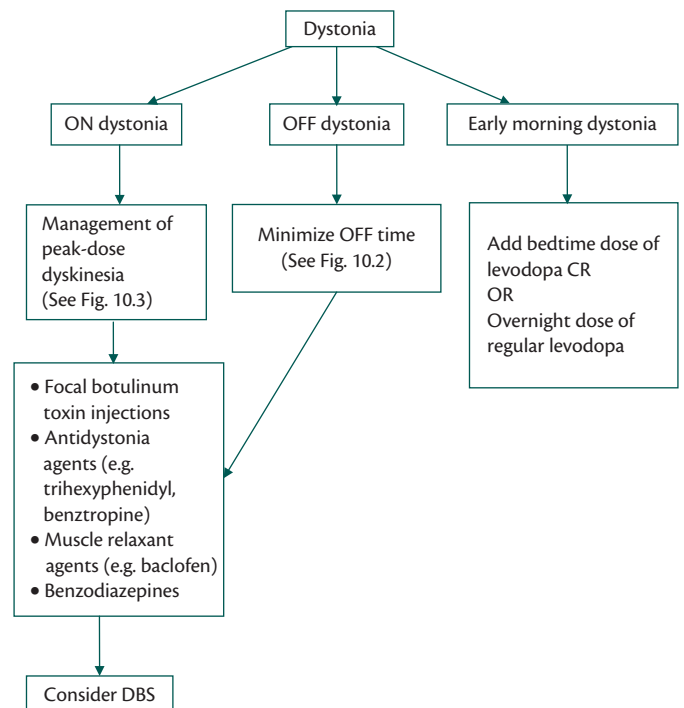 Dystonia
ON dystonia
OFF dystonia
Early morning dystonia
Management of
peak-dose
dyskinesia
(See Fig. 10.3)
Minimize OFF time
(See Fig. 10.2)
Add bedtime dose of
levodopa CR
OR
Overnight dose of
regular levodopa
• Focal botulinum
toxin injections
• Antidystonia
agents (e.g.
trihexyphenidyl,
benztropine)
• Muscle relaxant
agents (e.g. baclofen)
• Benzodiazepines
Consider DBS